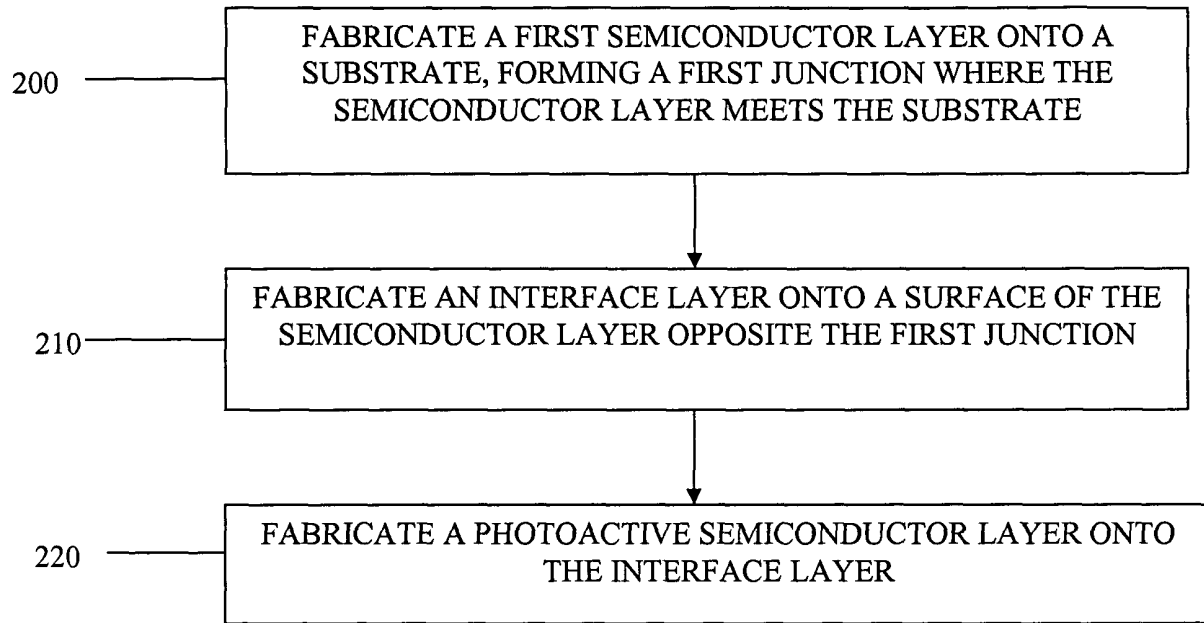 FABRICATE A FIRST SEMICONDUCTOR LAYER ONTO A
SUBSTRATE, FORMING A FIRST JUNCTION WHERE THE
SEMICONDUCTOR LAYER MEETS THE SUBSTRATE
200
FABRICATE AN INTERFACE LAYER ONTO A SURFACE OF THE
SEMICONDUCTOR LAYER OPPOSITE THE FIRST JUNCTION
210
FABRICATE A PHOTOACTIVE SEMICONDUCTOR LAYER ONTO
THE INTERFACE LAYER
220